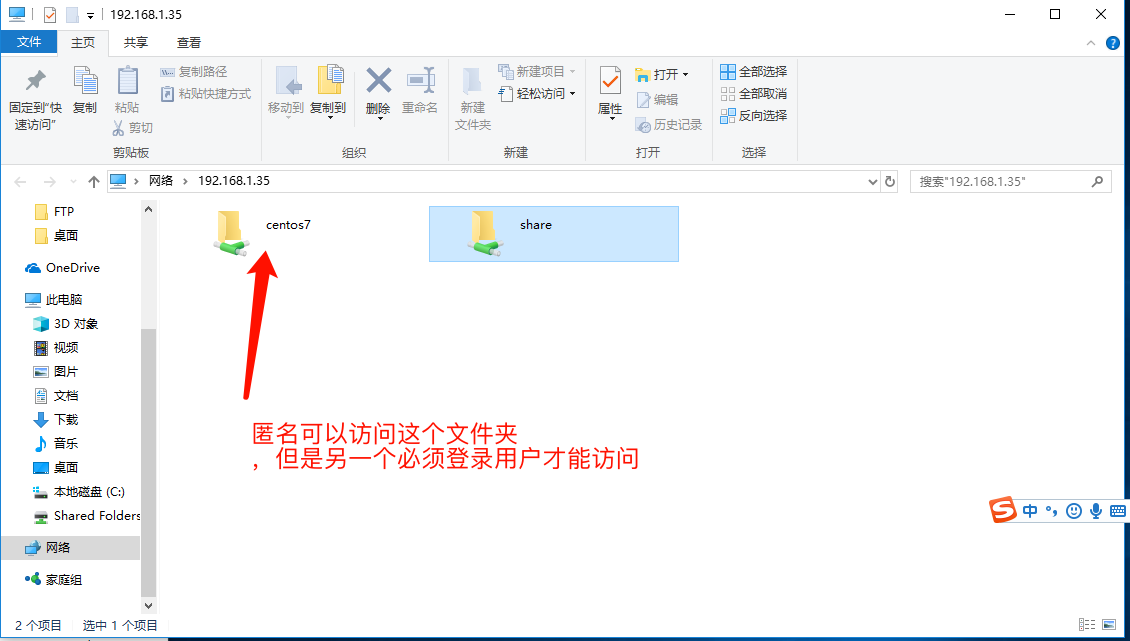 192.168.1.35
文件 主页 共享 查看
固定到"快速访问"
复制
粘贴
复制路径
粘贴快捷方式
剪切
剪贴板
移动到
复制到
删除
重命名
组织
新建
文件夹
新建项目
轻松访问
新建
属性
打开
编辑
历史记录
打开
全部选择
全部取消
反向选择
选择
网络 192.168.1.35
搜索"192.168.1.35"
FTP
桌面
OneDrive
此电脑
3D 对象
视频
图片
文档
下载
音乐
桌面
本地磁盘 (C:)
Shared Folders
网络
家庭组
centos7
share
匿名可以访问这个文件夹
，但是另一个必须登录用户才能访问
S 中
2 个项目 选中 1 个项目